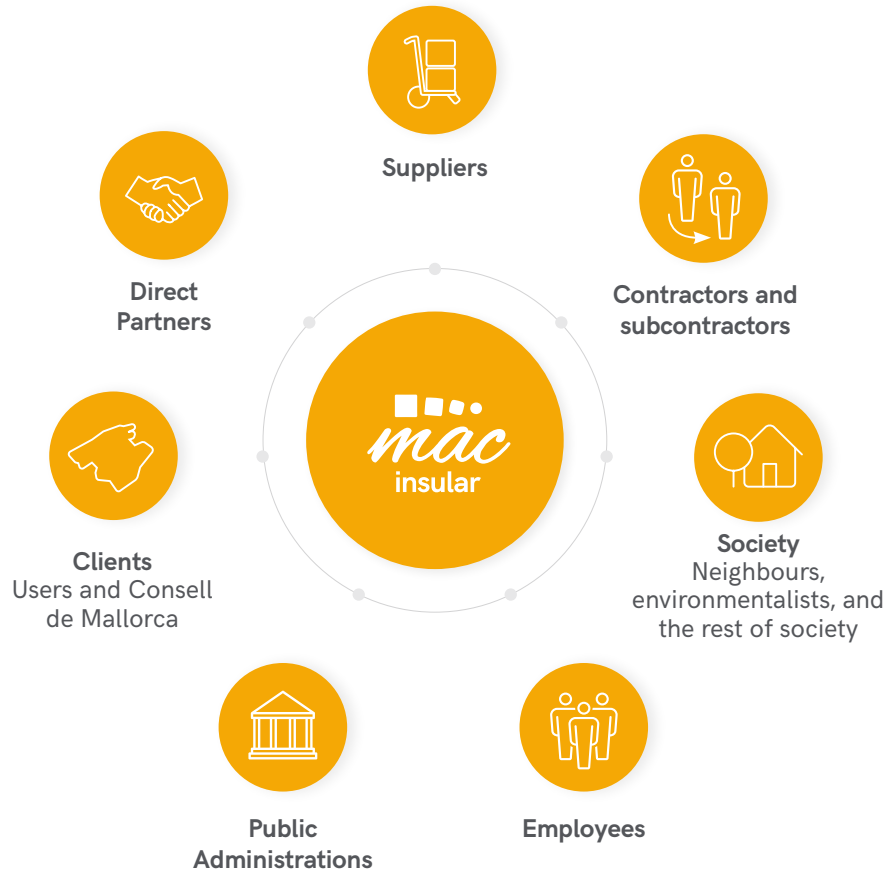 Suppliers
Direct
Partners
Contractors and
subcontractors
mac
insular
Clients
Users and Consell
de Mallorca
Society
Neighbours,
environmentalists, and
the rest of society
Public
Administrations
Employees